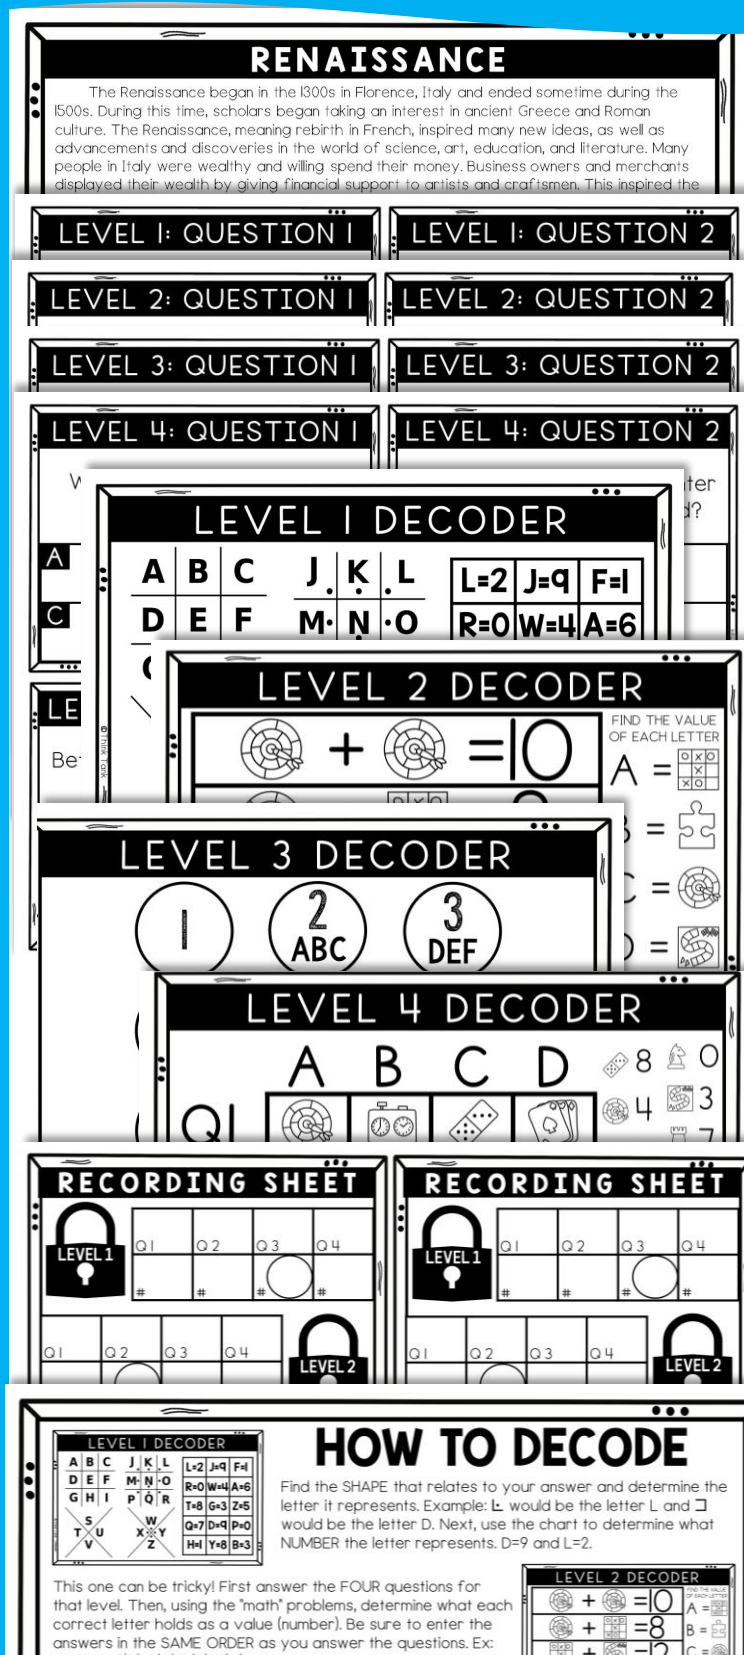 RENAISSANCE
The Renaissance began in the 1300s in Florence, Italy and ended sometime during the
1500s. During this time, scholars began taking an interest in ancient Greece and Roman
culture. The Renaissance, meaning rebirth in French, inspired many new ideas, as well as
advancements and discoveries in the world of science, art, education, and literature. Many
people in Italy were wealthy and willing spend their money. Business owners and merchants
displayed their wealth by giving financial support to artists and craftsmen. This inspired the
LEVEL 1: QUESTION 1
LEVEL 1: QUESTION 2
LEVEL 2: QUESTION 1
LEVEL 2: QUESTION 2
LEVEL 3: QUESTION 1
LEVEL 3: QUESTION 2
LEVEL 4: QUESTION 1
LEVEL 4: QUESTION 2
A
C
LE
LEVEL 1 DECODER
A B C
D E F
J K L
M N O
L=2 J=9 F=1
R=0 W=4 A=6
© Think Tank
LEVEL 2 DECODER
+ =10
FIND THE VALUE
OF EACH LETTER
A =
B =
C =
D =
LEVEL 3 DECODER
1
2
ABC
3
DEF
LEVEL 4 DECODER
A B C D
Q1
8 0
4 3
7
RECORDING SHEET
LEVEL 1
Q1 Q2 Q3 Q4
# # # #
Q1 Q2 Q3 Q4
LEVEL 2
RECORDING SHEET
LEVEL 1
Q1 Q2 Q3 Q4
# # # #
Q1 Q2 Q3 Q4
LEVEL 2
HOW TO DECODE
LEVEL 1 DECODER
A B C
D E F
G H I
J K L
M N O
P Q R
S
T U
V
W
X Y
Z
L=2 J=9 F=1
R=0 W=4 A=6
T=8 G=3 Z=5
Q=7 D=9 P=0
H=1 Y=8 B=3
Find the SHAPE that relates to your answer and determine the
letter it represents. Example: would be the letter L and
would be the letter D. Next, use the chart to determine what
NUMBER the letter represents. D=9 and L=2.
This one can be tricky! First answer the FOUR questions for
that level. Then, using the "math" problems, determine what each
correct letter holds as a value (number). Be sure to enter the
answers in the SAME ORDER as you answer the questions. Ex:
LEVEL 2 DECODER
+ =10
+ =8
+ =12
FIND THE VALUE
OF EACH LETTER
A =
B =
C =